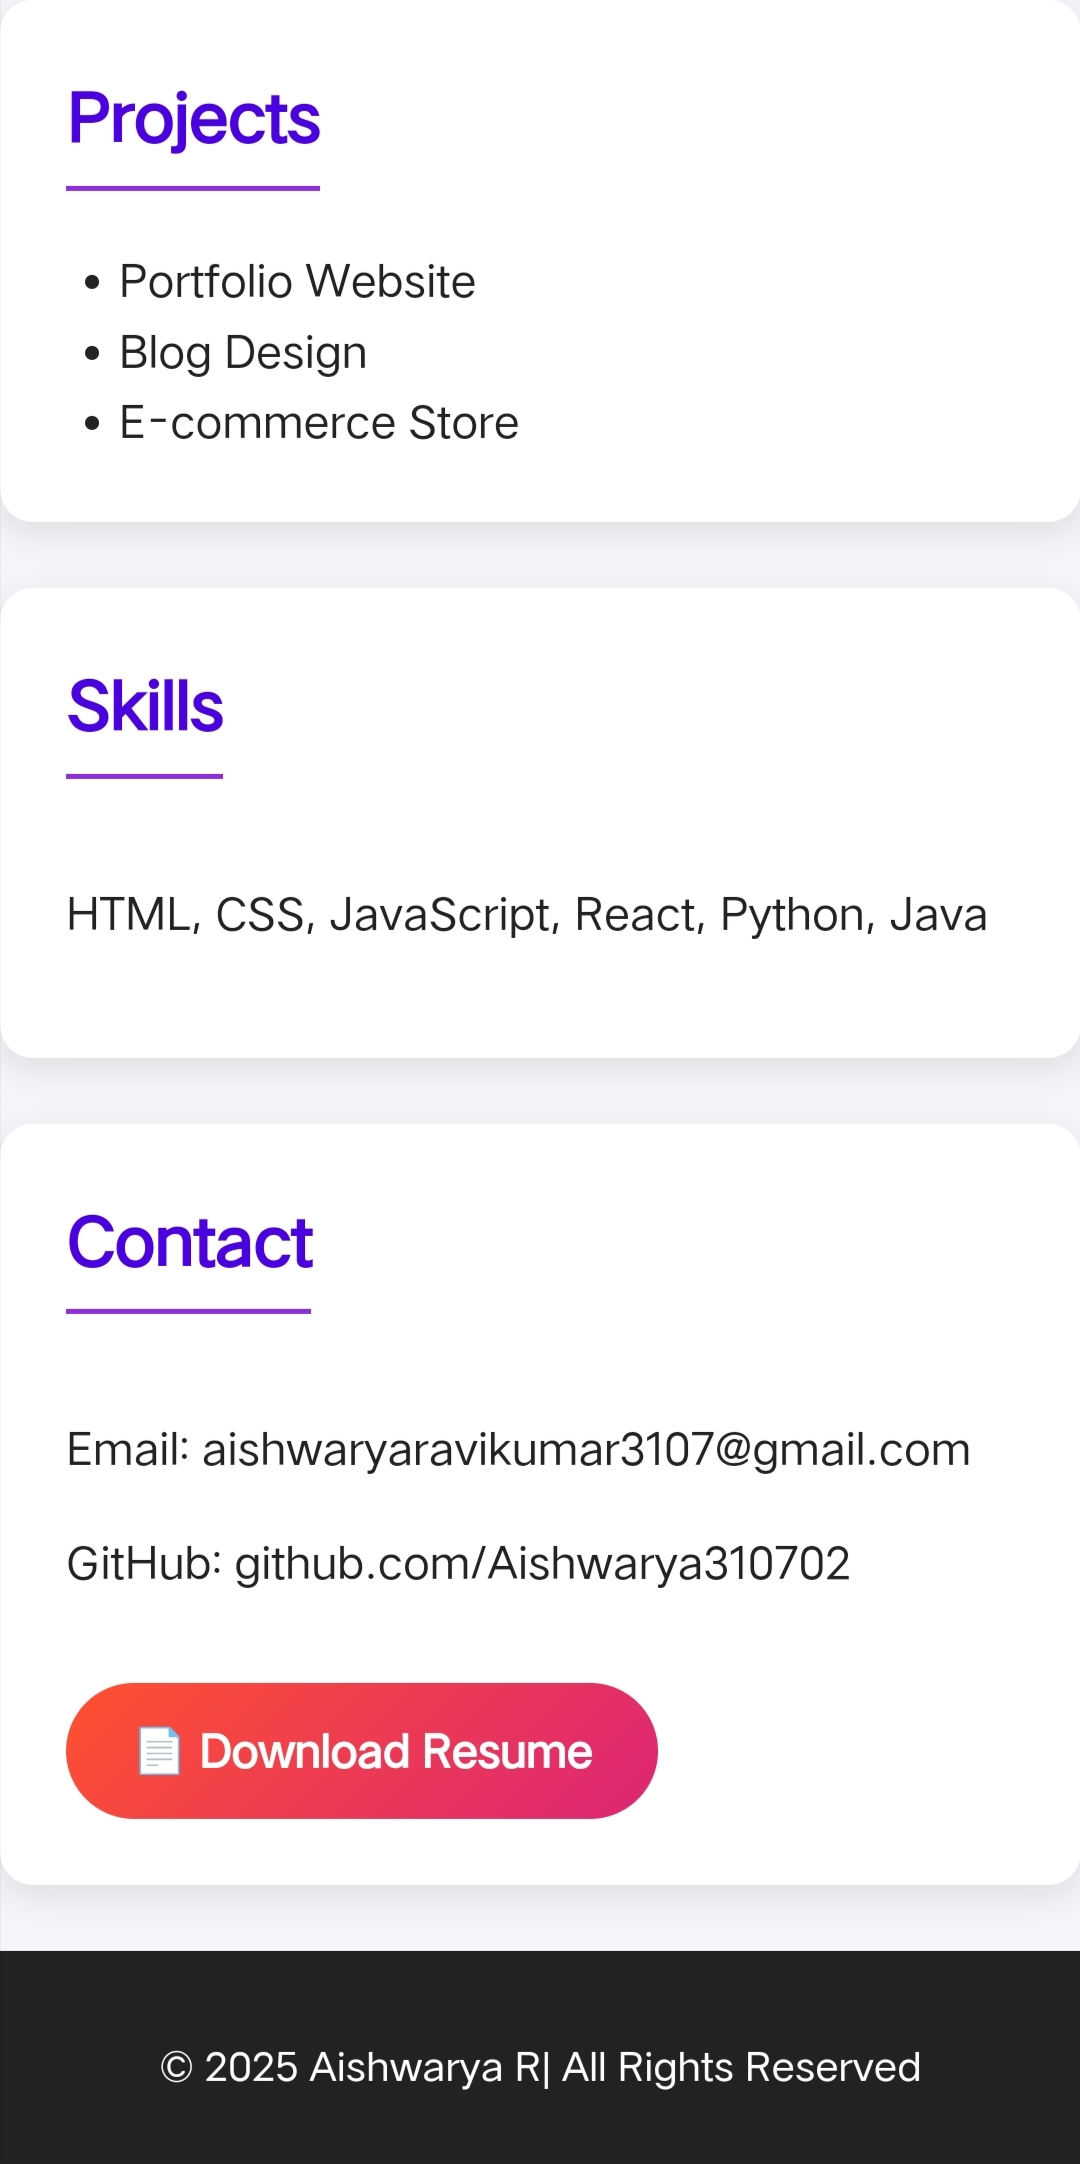 Projects
• Portfolio Website
• Blog Design
• E-commerce Store
Skills
HTML, CSS, JavaScript, React, Python, Java
Contact
Email: aishwaryaravikumar3107@gmail.com
GitHub: github.com/Aishwarya310702
📄 Download Resume
© 2025 Aishwarya R| All Rights Reserved